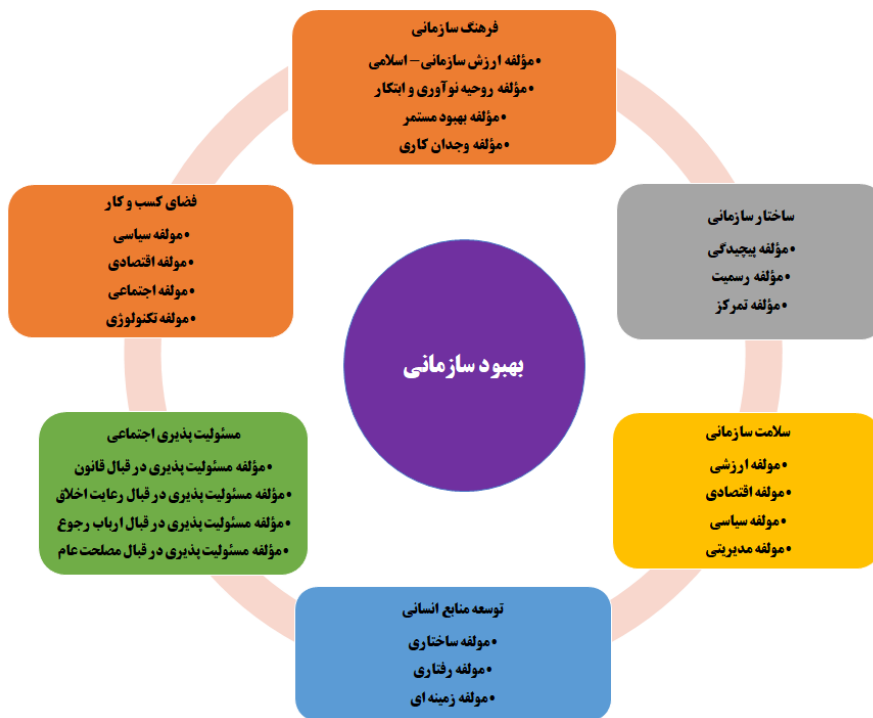 فرهنگ سازمانی
•مؤلفه ارزش سازمانی– اسلامی
•مؤلفه روحیه نوآوری و ابتکار
•مؤلفه بهبود مستمر
•مؤلفه وجدان کاری
ساختار سازمانی
•مؤلفه پیچیدگی
•مؤلفه رسمیت
•مؤلفه تمرکز
سلامت سازمانی
•مولفه ارزشی
•مولفه اقتصادی
•مولفه سیاسی
•مولفه مدیریتی
توسعه منابع انسانی
•مولفه ساختاری
•مولفه رفتاری
•مولفه زمینه ای
مسئولیت پذیری اجتماعی
•مؤلفه مسئولیت پذیری در قبال قانون
•مؤلفه مسئولیت پذیری در قبال رعایت اخلاق
•مؤلفه مسئولیت پذیری در قبال ارباب رجوع
•مؤلفه مسئولیت پذیری در قبال مصلحت عام
فضای کسب و کار
•مولفه سیاسی
•مولفه اقتصادی
•مولفه اجتماعی
•مولفه تکنولوژی
بهبود سازمانی